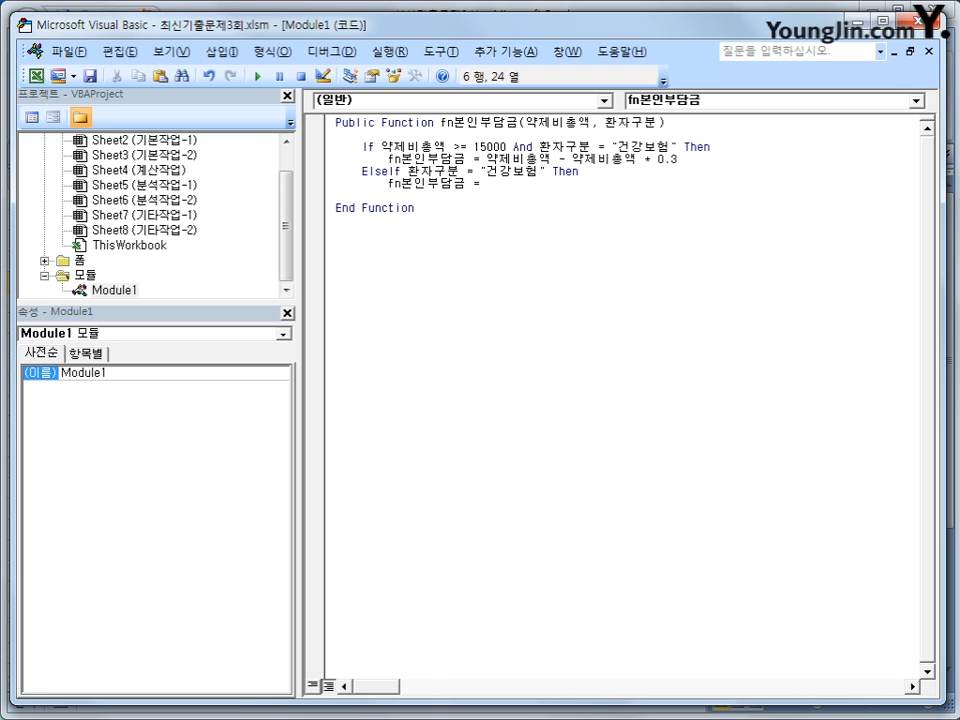 Microsoft Visual Basic - 최신기출문제3회.xlsm - [Module1 (코드)]
Younglin.com Y.
파일(F) 편집(E) 보기(V) 삽입(I) 형식(O) 디버그(D) 실행(R) 도구(T) 추가 기능(A) 창(W) 도움말(H)
질문을 입력하십시오.
6 행, 24 열
프로젝트 - VBAProject
Sheet2 (기본작업-1)
Sheet3 (기본작업-2)
Sheet4 (계산작업)
Sheet5 (분석작업-1)
Sheet6 (분석작업-2)
Sheet7 (기타작업-1)
Sheet8 (기타작업-2)
ThisWorkbook
폼
모듈
Module1
속성 - Module1
Module1 모듈
사전순 항목별
(이름) Module1
(일반) fn본인부담금
Public Function fn본인부담금(약제비총액, 환자구분)
If 약제비총액 >= 15000 And 환자구분 = "건강보험" Then
fn본인부담금 = 약제비총액 - 약제비총액 * 0.3
ElseIf 환자구분 = "건강보험" Then
fn본인부담금 =
End Function